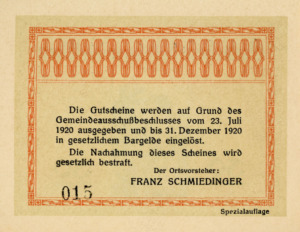 Die Gutscheine werden auf Grund des
Gemeindeausschußbeschlusses vom 23. Juli
1920 ausgegeben und bis 31. Dezember 1920
in gesetzlichem Bargelde eingelöst.
Die Nachahmung dieses Scheines wird
gesetzlich bestraft.
Der Ortsvorsteher:
FRANZ SCHMIEDINGER
015
Spezialauflage